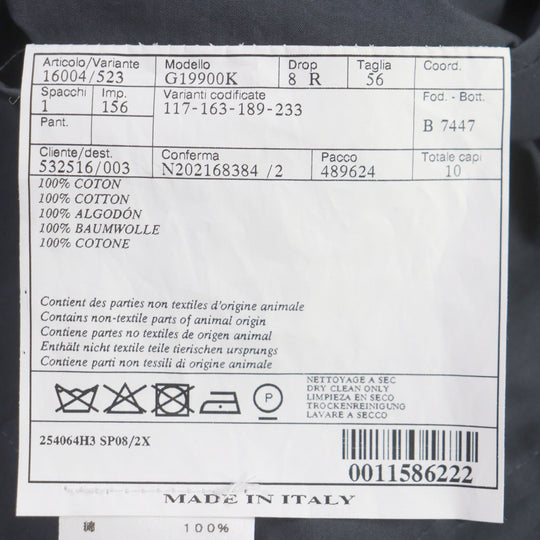 Articolo/Variante Modello Drop Taglia Coord.
16004/523 G19900K 8 R 56
Spacchi Imp. Varianti codificate Fod. - Bott.
1 156 117-163-189-233
Pant. B 7447
Cliente/dest. Conferma Pacco Totale capi
532516/003 N202168384 /2 489624 10
100% COTON
100% COTTON
100% ALGODÓN
100% BAUMWOLLE
100% COTONE
Contient des parties non textiles d'origine animale
Contains non-textile parts of animal origin
Contiene partes no textiles de origen animal
Enthält nicht textile teile tierischen ursprungs
Contiene parti non tessili di origine animale
P
NETTOYAGE A SEC
DRY CLEAN ONLY
LIMPIEZA EN SECO
TROCKENREINIGUNG
LAVARE A SECCO
254064H3 SP08/2X
0011586222
MADE IN ITALY
綿 100%